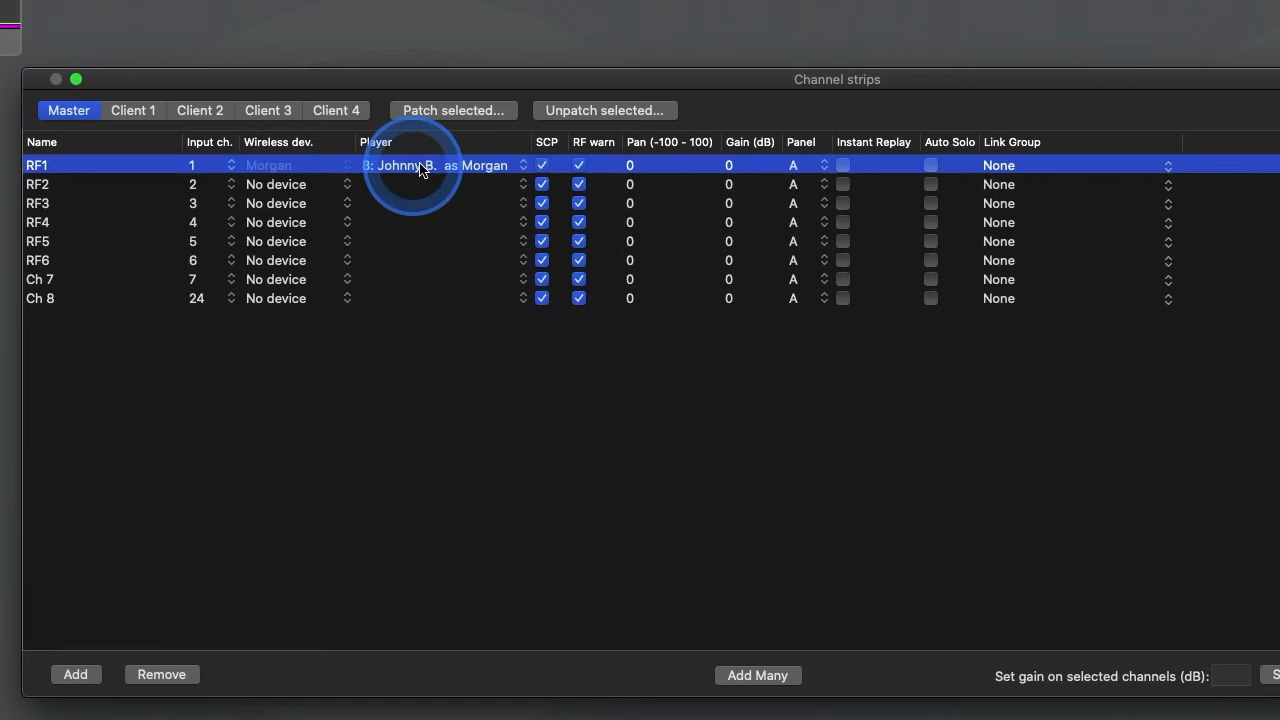 Channel strips
Master Client 1 Client 2 Client 3 Client 4 Patch selected... Unpatch selected...
Name Input ch. Wireless dev. Player SCP RF warn Pan (-100 - 100) Gain (dB) Panel Instant Replay Auto Solo Link Group
RF1 1 Morgan 8: Johnny B. as Morgan 0 0 A None
RF2 2 No device 0 0 A None
RF3 3 No device 0 0 A None
RF4 4 No device 0 0 A None
RF5 5 No device 0 0 A None
RF6 6 No device 0 0 A None
Ch 7 7 No device 0 0 A None
Ch 8 24 No device 0 0 A None
Add Remove Add Many Set gain on selected channels (dB): S